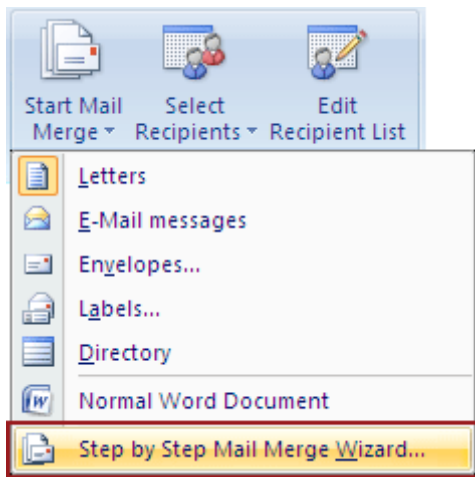 Start Mail Select Edit
Merge Recipients Recipient List
Letters
E-Mail messages
Envelopes...
Labels...
Directory
Normal Word Document
Step by Step Mail Merge Wizard...